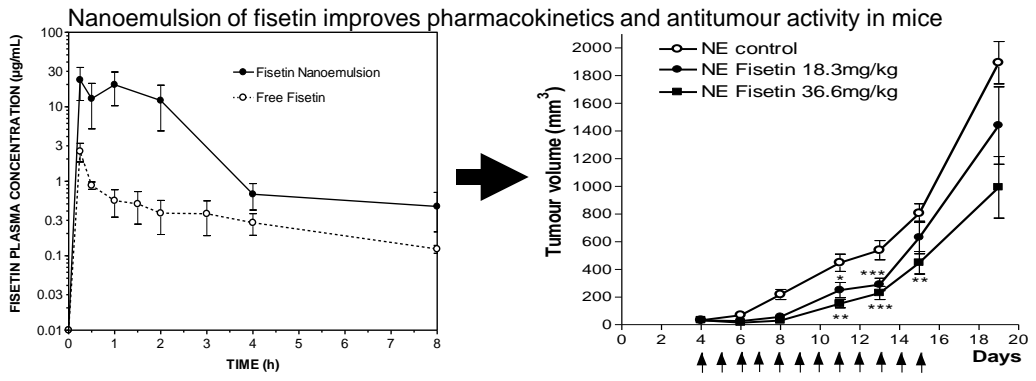 Nanoemulsion of fisetin improves pharmacokinetics and antitumour activity in mice
FISETIN PLASMA CONCENTRATION (µg/mL)
100
30
10
3
1
0.3
0.1
0.03
0.01
Fisetin Nanoemulsion
Free Fisetin
0 1 2 3 4 5 6 7 8
TIME (h)
Tumour volume (mm³)
2000
1800
1600
1400
1200
1000
800
600
400
200
0
NE control
NE Fisetin 18.3mg/kg
NE Fisetin 36.6mg/kg
* ***
** *** **
0 2 4 6 8 10 12 14 16 18 20
Days